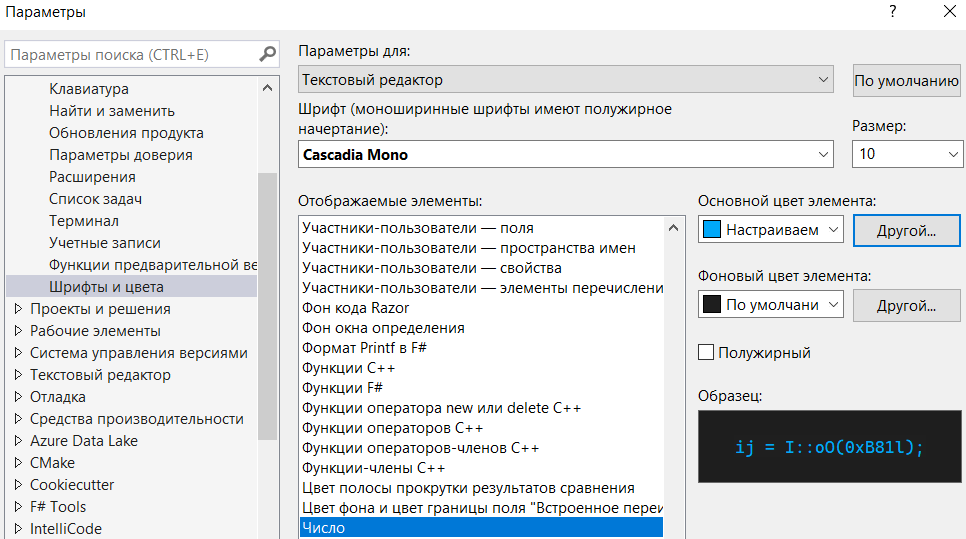 Параметры
?
Параметры поиска (CTRL+E)
Клавиатура
Найти и заменить
Обновления продукта
Параметры доверия
Расширения
Список задач
Терминал
Учетные записи
Функции предварительной ве
Шрифты и цвета
Проекты и решения
Рабочие элементы
Система управления версиями
Текстовый редактор
Отладка
Средства производительности
Azure Data Lake
CMake
Cookiecutter
F# Tools
IntelliCode
Параметры для:
Текстовый редактор
По умолчанию
Шрифт (моноширинные шрифты имеют полужирное
начертание):
Размер:
Cascadia Mono
10
Отображаемые элементы:
Участники-пользователи — поля
Участники-пользователи — пространства имен
Участники-пользователи — свойства
Участники-пользователи — элементы перечислени
Фон кода Razor
Фон окна определения
Формат Printf в F#
Функции C++
Функции F#
Функции оператора new или delete C++
Функции операторов C++
Функции операторов-членов C++
Функции-члены C++
Цвет полосы прокрутки результатов сравнения
Цвет фона и цвет границы поля "Встроенное переи
Число
Основной цвет элемента:
Настраиваем
Другой...
Фоновый цвет элемента:
По умолчани
Другой...
Полужирный
Образец:
ij = I::oO(0xB81l);